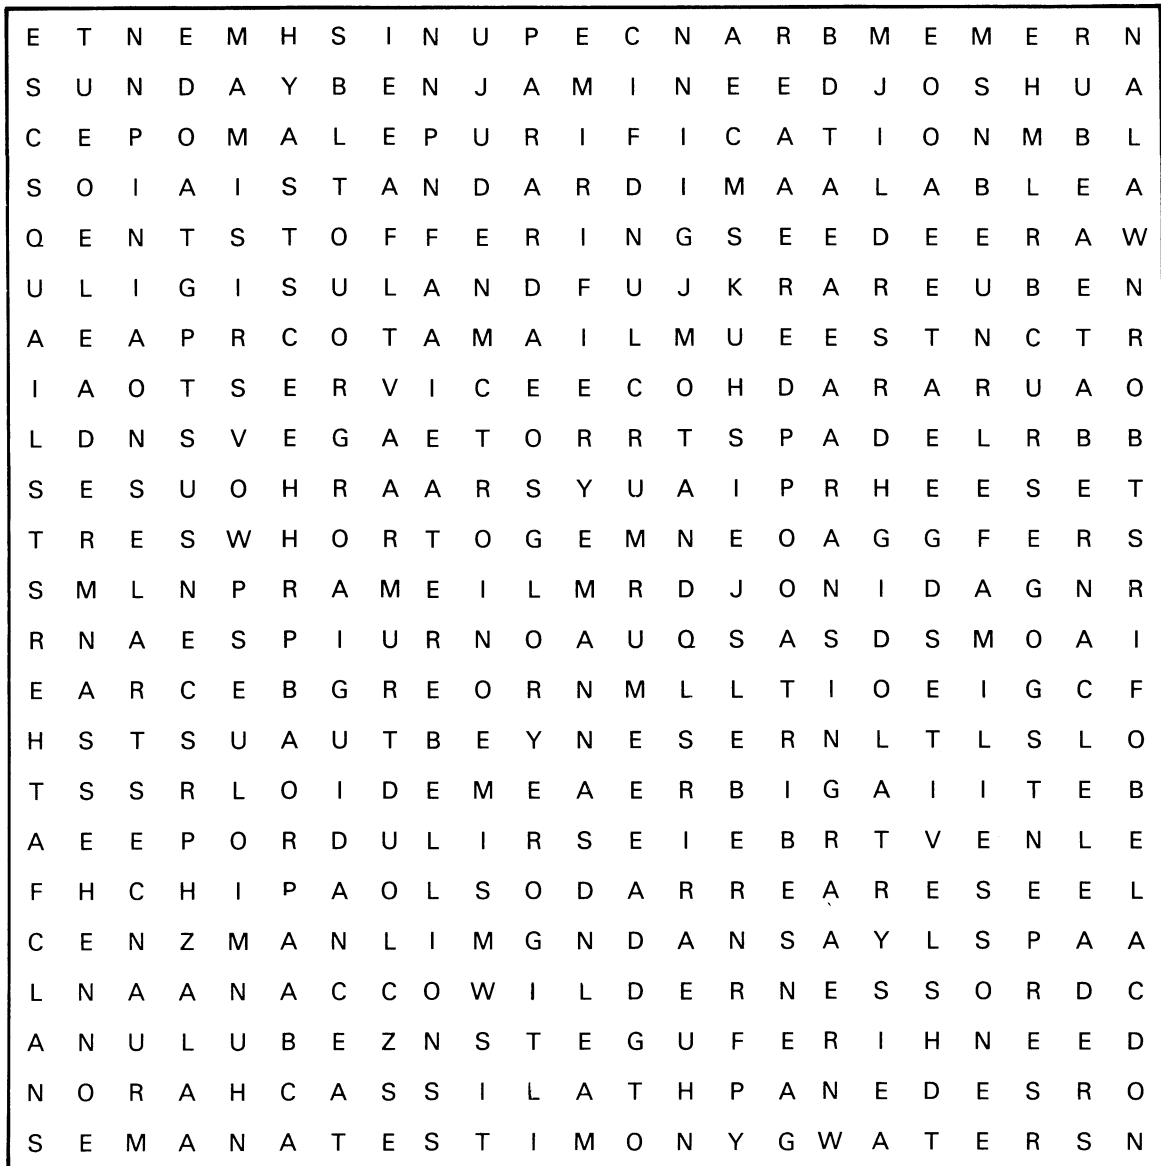 E T N E M H S I N U P E C N A R B M E M E R N
S U N D A Y B E N J A M I N E E D J O S H U A
C E P O M A L E P U R I F I C A T I O N M B L
S O I A I S T A N D A R D I M A A L A B L E A
Q E N T S T O F F E R I N G S E E D E E R A W
U L I G I S U L A N D F U J K R A R E U B E N
A E A P R C O T A M A I L M U E E S T N C T R
I A O T S E R V I C E E C O H D A R A R U A O
L D N S V E G A E T O R R T S P A D E L R B B
S E S U O H R A A R S Y U A I P R H E E S E T
T R E S W H O R T O G E M N E O A G G F E R S
S M L N P R A M E I L M R D J O N I D A G N R
R N A E S P I U R N O A U Q S A S D S M O A I
E A R C E B G R E O R N M L L T I O E I G C F
H S T S U A U T B E Y N E S E R N L T L S L O
T S S R L O I D E M E A E R B I G A I I T E B
A E E P O R D U L I R S E I E B R T V E N L E
F H C H I P A O L S O D A R R E A R E S E E L
C E N Z M A N L I M G N D A N S A Y L S P A A
L N A A N A C C O W I L D E R N E S S O R D C
A N U L U B E Z N S T E G U F E R I H N E E D
N O R A H C A S S I L A T H P A N E D E S R O
S E M A N A T E S T I M O N Y G W A T E R S N